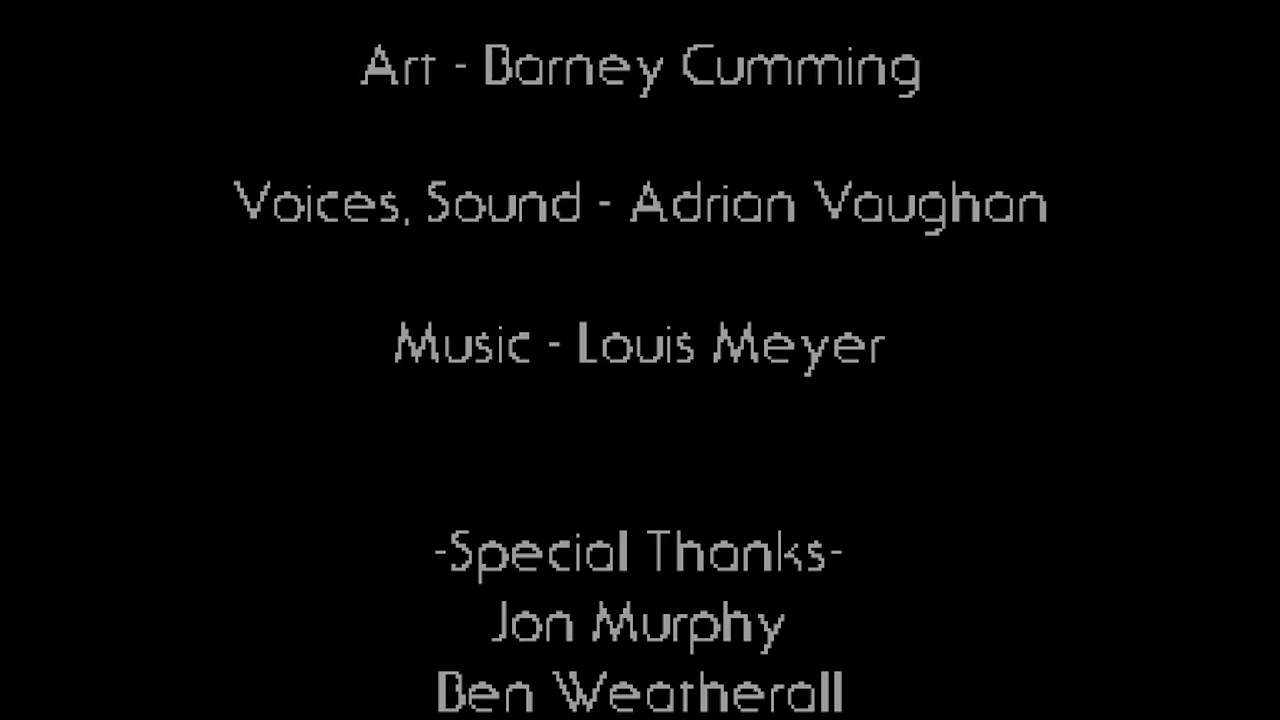 Art - Barney Cumming
Voices, Sound - Adrian Vaughan
Music - Louis Meyer
-Special Thanks-
Jon Murphy
Ben Weatherall